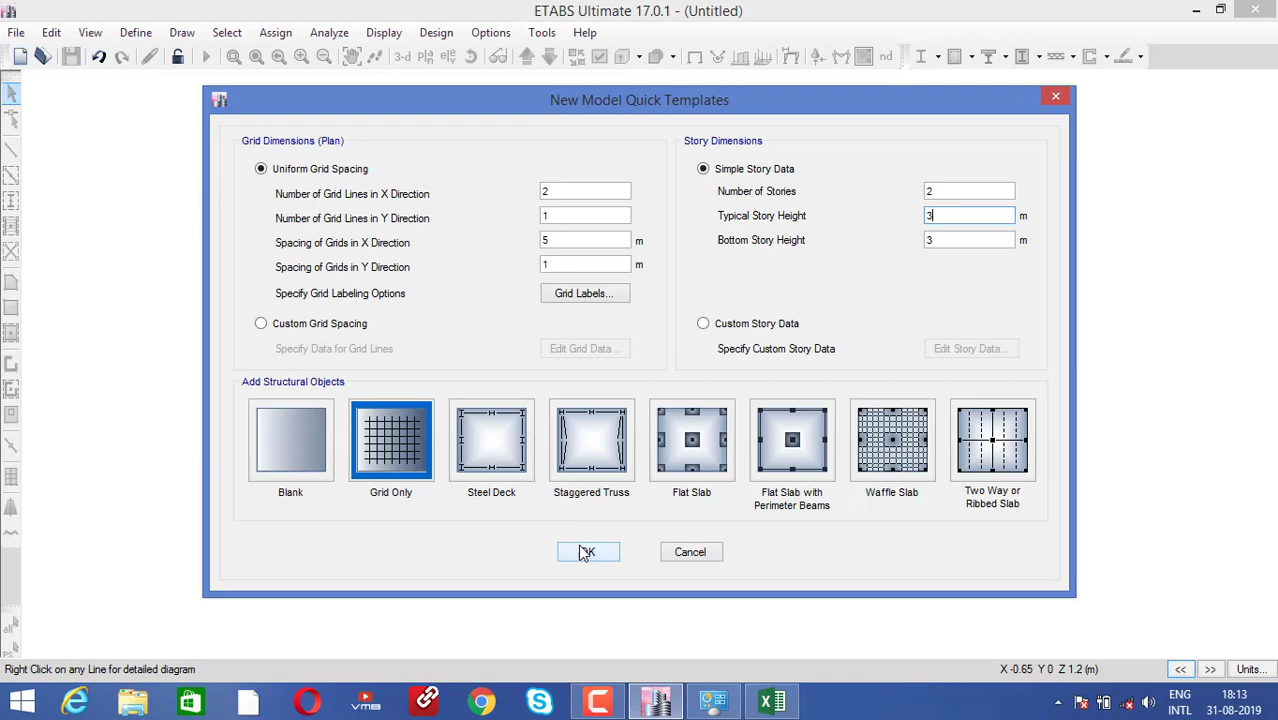 ETABS Ultimate 17.0.1 - (Untitled)
File Edit View Define Draw Select Assign Analyze Display Design Options Tools Help
3-d nd
New Model Quick Templates
Grid Dimensions (Plan)
Uniform Grid Spacing
Number of Grid Lines in X Direction 2
Number of Grid Lines in Y Direction 1
Spacing of Grids in X Direction 5 m
Spacing of Grids in Y Direction 1 m
Specify Grid Labeling Options Grid Labels...
Custom Grid Spacing
Specify Data for Grid Lines Edit Grid Data...
Story Dimensions
Simple Story Data
Number of Stories 2
Typical Story Height 3 m
Bottom Story Height 3 m
Custom Story Data
Specify Custom Story Data Edit Story Data...
Add Structural Objects
Blank
Grid Only
Steel Deck
Staggered Truss
Flat Slab
Flat Slab with
Perimeter Beams
Waffle Slab
Two Way or
Ribbed Slab
OK Cancel
all
PS
Right Click on any Line for detailed diagram X -0.65 Y 0 Z 1.2 (m) << >> Units...
vmb
ENG
INTL
18:13
31-08-2019